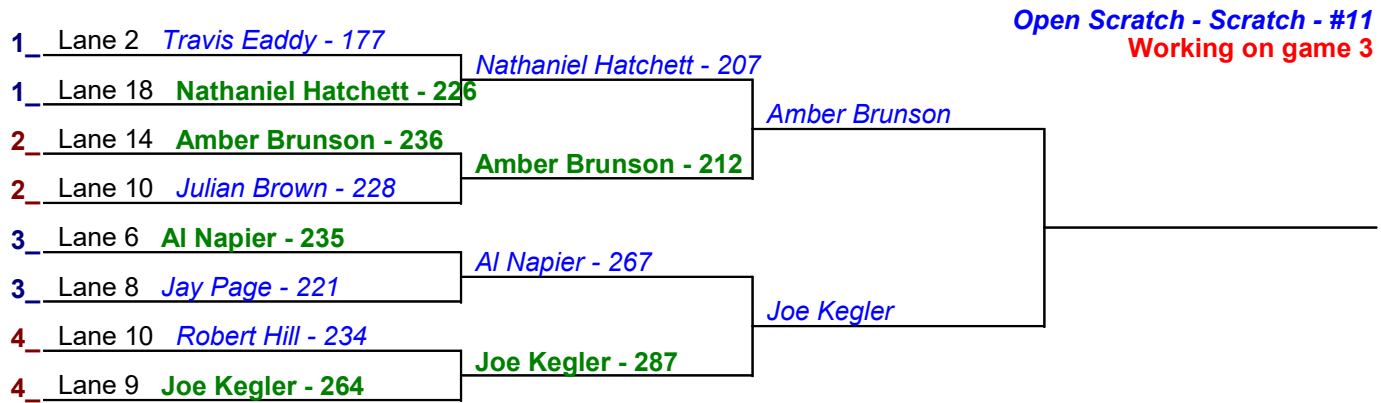 Open Scratch - Scratch - #11
Working on game 3
1_ Lane 2 Travis Eaddy - 177
Nathaniel Hatchett - 207
1_ Lane 18 Nathaniel Hatchett - 226
Amber Brunson
2_ Lane 14 Amber Brunson - 236
Amber Brunson - 212
2_ Lane 10 Julian Brown - 228
3_ Lane 6 Al Napier - 235
Al Napier - 267
3_ Lane 8 Jay Page - 221
Joe Kegler
4_ Lane 10 Robert Hill - 234
Joe Kegler - 287
4_ Lane 9 Joe Kegler - 264